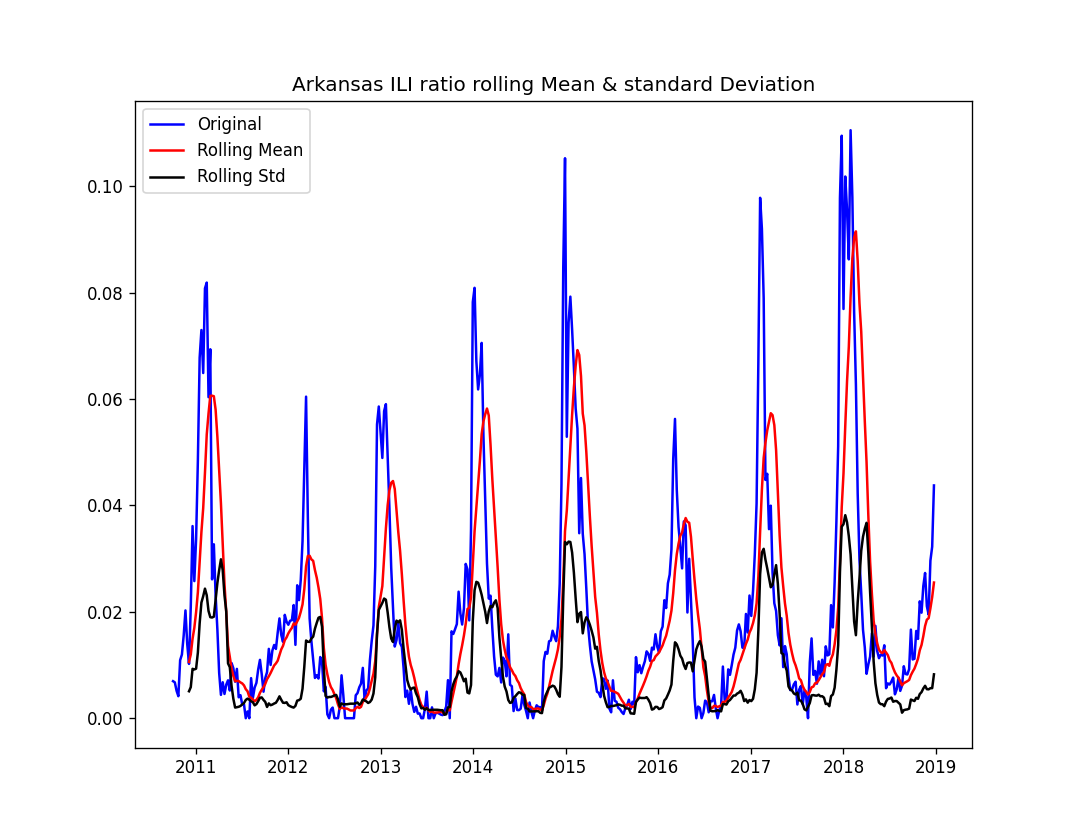 Arkansas ILI ratio rolling Mean & standard Deviation
Original
Rolling Mean
Rolling Std
0.10
0.08
0.06
0.04
0.02
0.00
2011 2012 2013 2014 2015 2016 2017 2018 2019